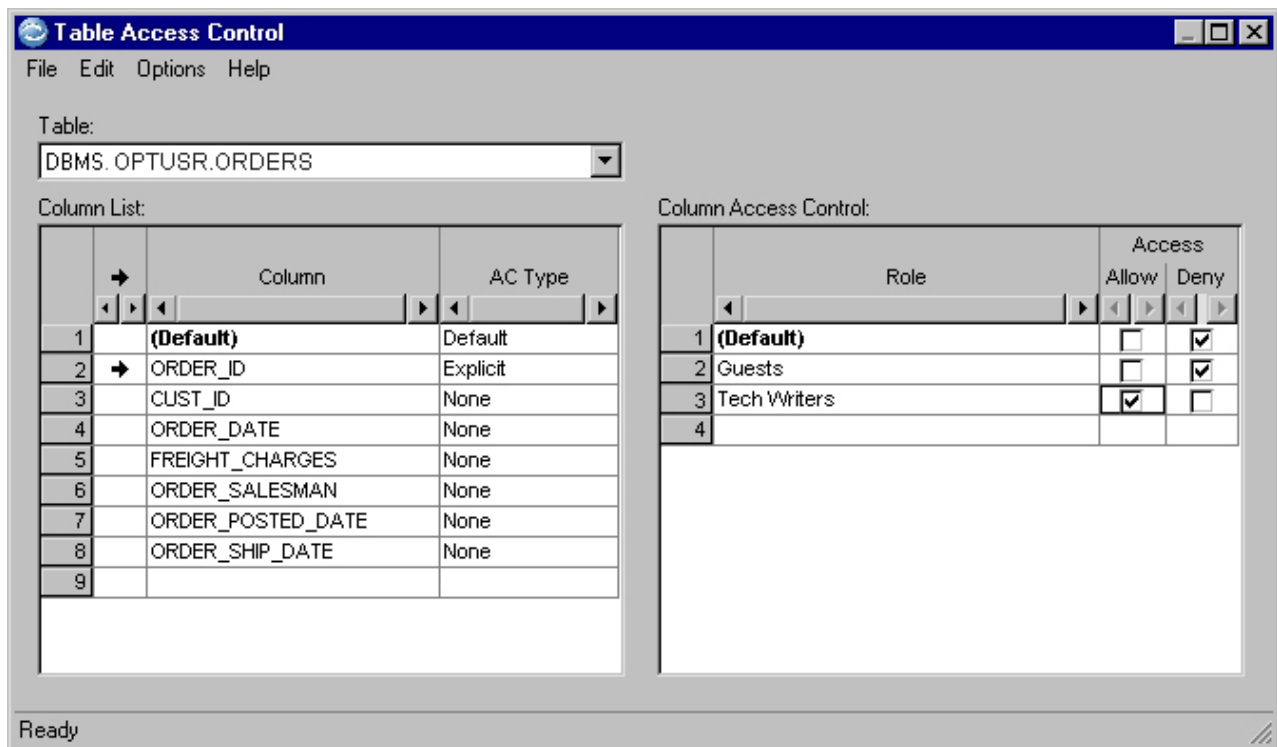 Table Access Control
File Edit Options Help
Table:
DBMS. OPTUSR.ORDERS
Column List:
Column AC Type
1 (Default) Default
2 ORDER_ID Explicit
3 CUST_ID None
4 ORDER_DATE None
5 FREIGHT_CHARGES None
6 ORDER_SALESMAN None
7 ORDER_POSTED_DATE None
8 ORDER_SHIP_DATE None
9
Column Access Control:
Access
Role Allow Deny
1 (Default)
2 Guests
3 Tech Writers
4
Ready